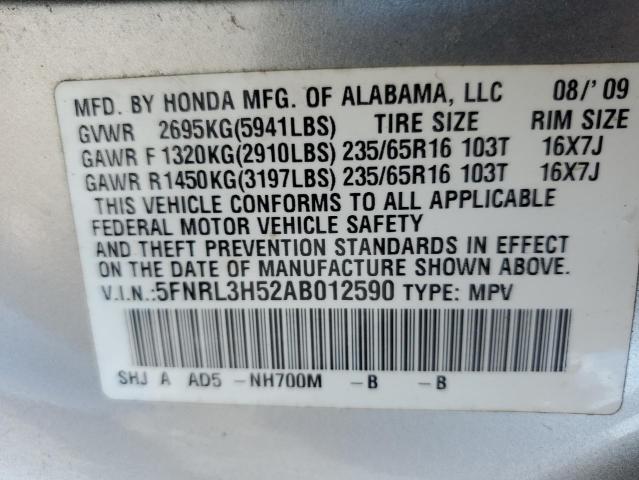 MFD. BY HONDA MFG. OF ALABAMA, LLC 08/'09
GVWR 2695KG(5941LBS) TIRE SIZE RIM SIZE
GAWR F 1320KG(2910LBS) 235/65R16 103T 16X7J
GAWR R1450KG(3197LBS) 235/65R16 103T 16X7J
THIS VEHICLE CONFORMS TO ALL APPLICABLE
FEDERAL MOTOR VEHICLE SAFETY
AND THEFT PREVENTION STANDARDS IN EFFECT
ON THE DATE OF MANUFACTURE SHOWN ABOVE.
V.I.N.:5FNRL3H52AB012590 TYPE: MPV
SHJ A AD5 -NH700M -B -B